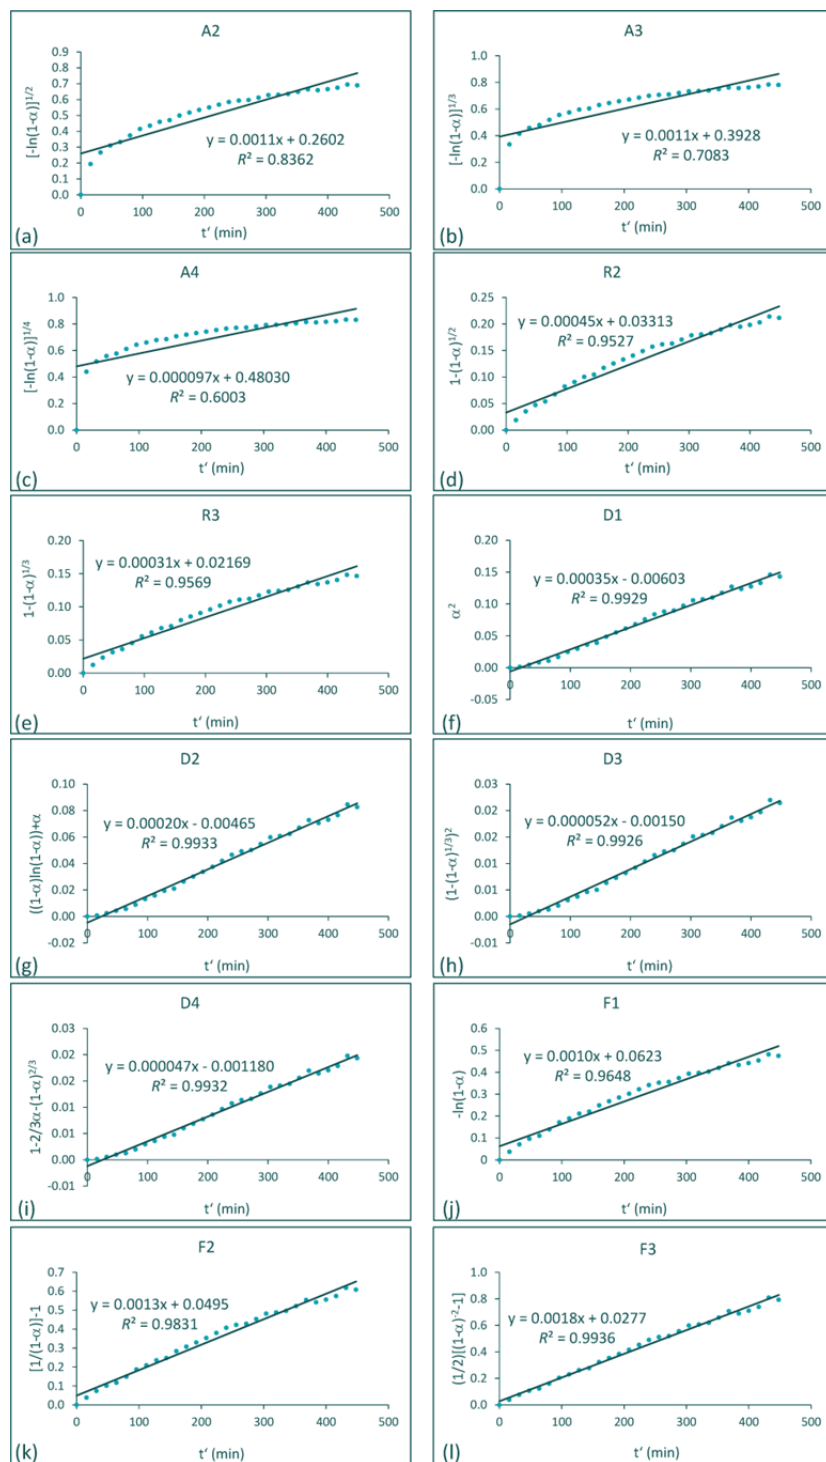 A2
[-ln(1-α)]1/2
0.8
0.7
0.6
0.5
0.4
0.3
0.2
0.1
0.0
y = 0.0011x + 0.2602
R² = 0.8362
0 100 200 300 400 500
t‘ (min)
(a)
A3
[-ln(1-α)]1/3
1.0
0.8
0.6
0.4
0.2
0.0
y = 0.0011x + 0.3928
R² = 0.7083
0 100 200 300 400 500
t‘ (min)
(b)
A4
[-ln(1-α)]1/4
1.0
0.8
0.6
0.4
0.2
0.0
y = 0.000097x + 0.48030
R² = 0.6003
0 100 200 300 400 500
t‘ (min)
(c)
R2
1-(1-α)1/2
0.25
0.20
0.15
0.10
0.05
0.00
y = 0.00045x + 0.03313
R² = 0.9527
0 100 200 300 400 500
t‘ (min)
(d)
R3
1-(1-α)1/3
0.20
0.15
0.10
0.05
0.00
y = 0.00031x + 0.02169
R² = 0.9569
0 100 200 300 400 500
t‘ (min)
(e)
D1
α²
0.20
0.15
0.10
0.05
0.00
-0.05
y = 0.00035x - 0.00603
R² = 0.9929
0 100 200 300 400 500
t‘ (min)
(f)
D2
((1-α)ln(1-α))+α
0.10
0.08
0.06
0.04
0.02
0.00
-0.02
y = 0.00020x - 0.00465
R² = 0.9933
0 100 200 300 400 500
t‘ (min)
(g)
D3
(1-(1-α)1/3)²
0.03
0.02
0.02
0.01
0.01
0.00
-0.01
y = 0.000052x - 0.00150
R² = 0.9926
0 100 200 300 400 500
t‘ (min)
(h)
D4
1-2/3α-(1-α)2/3
0.03
0.02
0.02
0.01
0.01
0.00
-0.01
y = 0.000047x - 0.001180
R² = 0.9932
0 100 200 300 400 500
t‘ (min)
(i)
F1
-ln(1-α)
0.6
0.5
0.4
0.3
0.2
0.1
0
y = 0.0010x + 0.0623
R² = 0.9648
0 100 200 300 400 500
t‘ (min)
(j)
F2
[1/(1-α)]-1
0.7
0.6
0.5
0.4
0.3
0.2
0.1
0.0
y = 0.0013x + 0.0495
R² = 0.9831
0 100 200 300 400 500
t‘ (min)
(k)
F3
(1/2)[(1-α)-2-1]
1.0
0.8
0.6
0.4
0.2
0.0
y = 0.0018x + 0.0277
R² = 0.9936
0 100 200 300 400 500
t‘ (min)
(l)